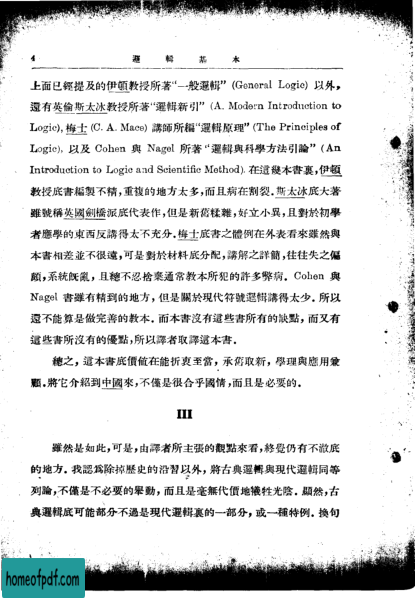 4 邏輯基本
上面已經提及的伊頓教授所著“一般邏輯” (General Logic) 以外，
還有英倫斯太冰教授所著“邏輯新引” (A. Modern Introduction to
Logic), 梅士 (C. A. Mace) 講師所編“邏輯原理” (The Principles of
Logic), 以及 Cohen 與 Nagel 所著“邏輯與科學方法引論” (An
Introduction to Logic and Scientific Method). 在這幾本書裏，伊頓
教授底書編製不精，重複的地方太多，而且病在割裂．斯太冰底大著
雖號稱英國劍橋派底代表作，但是新舊糅雜，好立小異，且對於初學
者應學的東西反講得太不充分．梅士底書之體例在外表看來雖然與
本書相差並不很遠，可是對於材料底分配，講解之詳簡，往往失之偏
頗，系統旣亂，且總不忍捨棄通常教本所犯的許多弊病． Cohen 與
Nagel 書雖有精到的地方，但是關於現代符號邏輯講得太少．所以
還不能算是做完善的教本．而本書沒有這些書所有的缺點，而又有
這些書所沒有的優點，所以譯者取譯這本書．
總之，這本書底價值在能折衷至當，承舊取新，學理與應用兼
顧．將它介紹到中國來，不僅是很合乎國情，而且是必要的．
III
雖然是如此，可是，由譯者所主張的觀點來看，終覺仍有不澈底
的地方．我認爲除掉歷史的沿習以外，將古典邏輯與現代邏輯同等
列論，不僅是不必要的舉動，而且是毫無代價地犧牲光陰．顯然，古
典邏輯底可能部分不過是現代邏輯裏的一部分，或一種特例．換句
homeofpdf.com